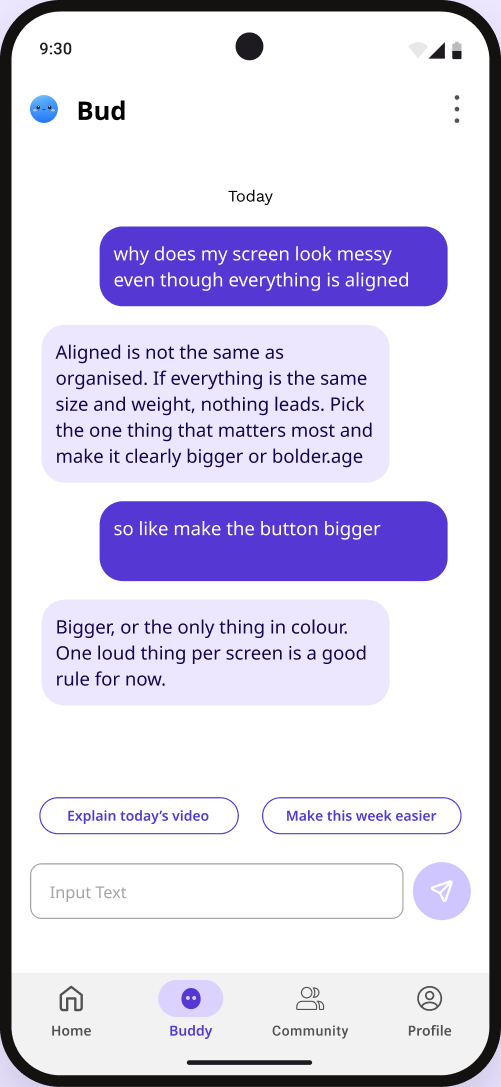 9:30
Bud
Today
why does my screen look messy
even though everything is aligned
Aligned is not the same as
organised. If everything is the same
size and weight, nothing leads. Pick
the one thing that matters most and
make it clearly bigger or bolder.age
so like make the button bigger
Bigger, or the only thing in colour.
One loud thing per screen is a good
rule for now.
Explain today’s video
Make this week easier
Input Text
Home
Buddy
Community
Profile